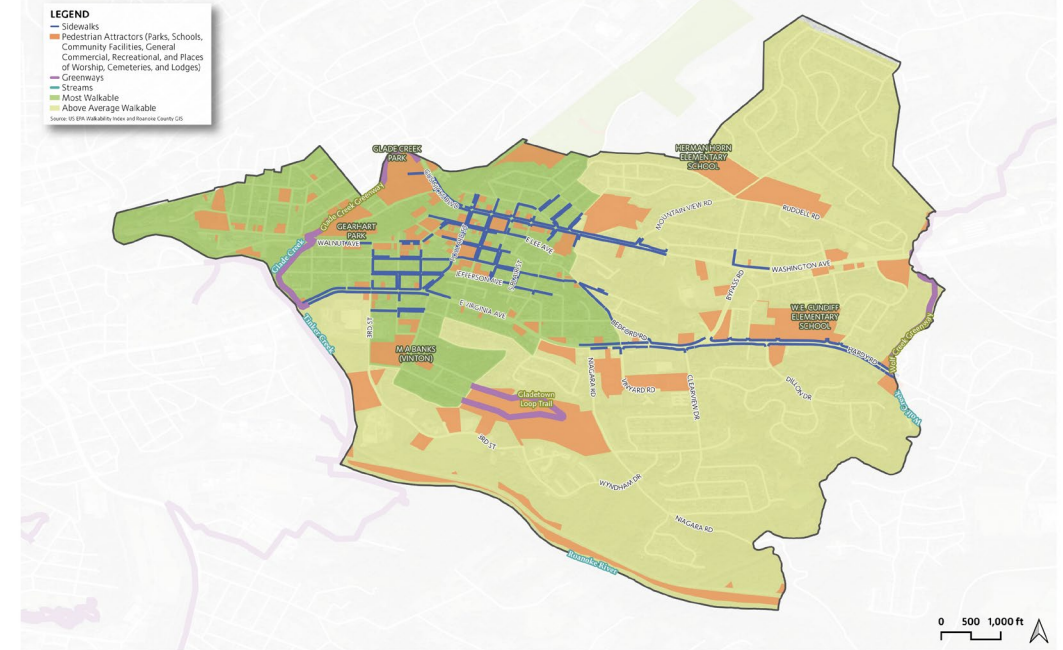 LEGEND
Sidewalks
Pedestrian Attractors (Parks, Schools,
Community Facilities, General
Commercial, Recreational, and Places
of Worship, Cemeteries, and Lodges)
Greenways
Streams
Most Walkable
Above Average Walkable
Source: US EPA Walkability Index and Roanoke County GIS
GLADE CREEK
PARK
HERMAN HORN
ELEMENTARY
SCHOOL
Glade Creek Greenway
GEARHART
PARK
WALNUT AVE
Glade Creek
MOUNTAIN VIEW RD
RUDDELL RD
E LEE AVE
WASHINGTON AVE
JEFFERSON AVE
BYPASS RD
E VIRGINIA AVE
W.E. CUNDIFF
ELEMENTARY
SCHOOL
Tinker Creek
3RD ST
BEDFORD RD
HARDY RD
Wolf Creek Greenway
M.A BANKS
(VINTON)
NIAGARA RD
VINYARD RD
CLEARVIEW DR
DILLON DR
Gladetown
Loop Trail
Wolf Creek
3RD ST
WYNDHAM DR
NIAGARA RD
Roanoke River
0 500 1,000 ft